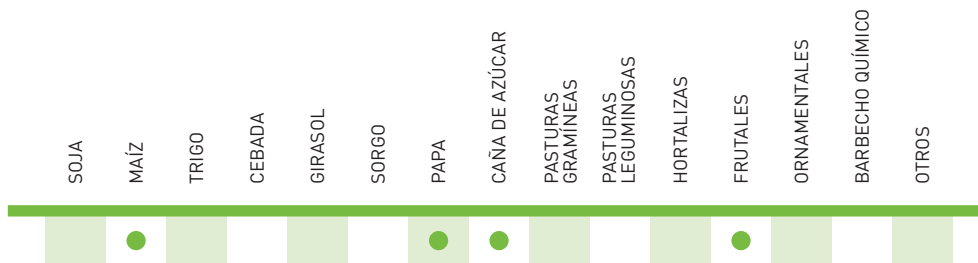 SOJA
MAÍZ
TRIGO
CEBADA
GIRASOL
SORGO
PAPA
CAÑA DE AZÚCAR
PASTURAS
GRAMÍNEAS
PASTURAS
LEGUMINOSAS
HORTALIZAS
FRUTALES
ORNAMENTALES
BARBECHO QUÍMICO
OTROS